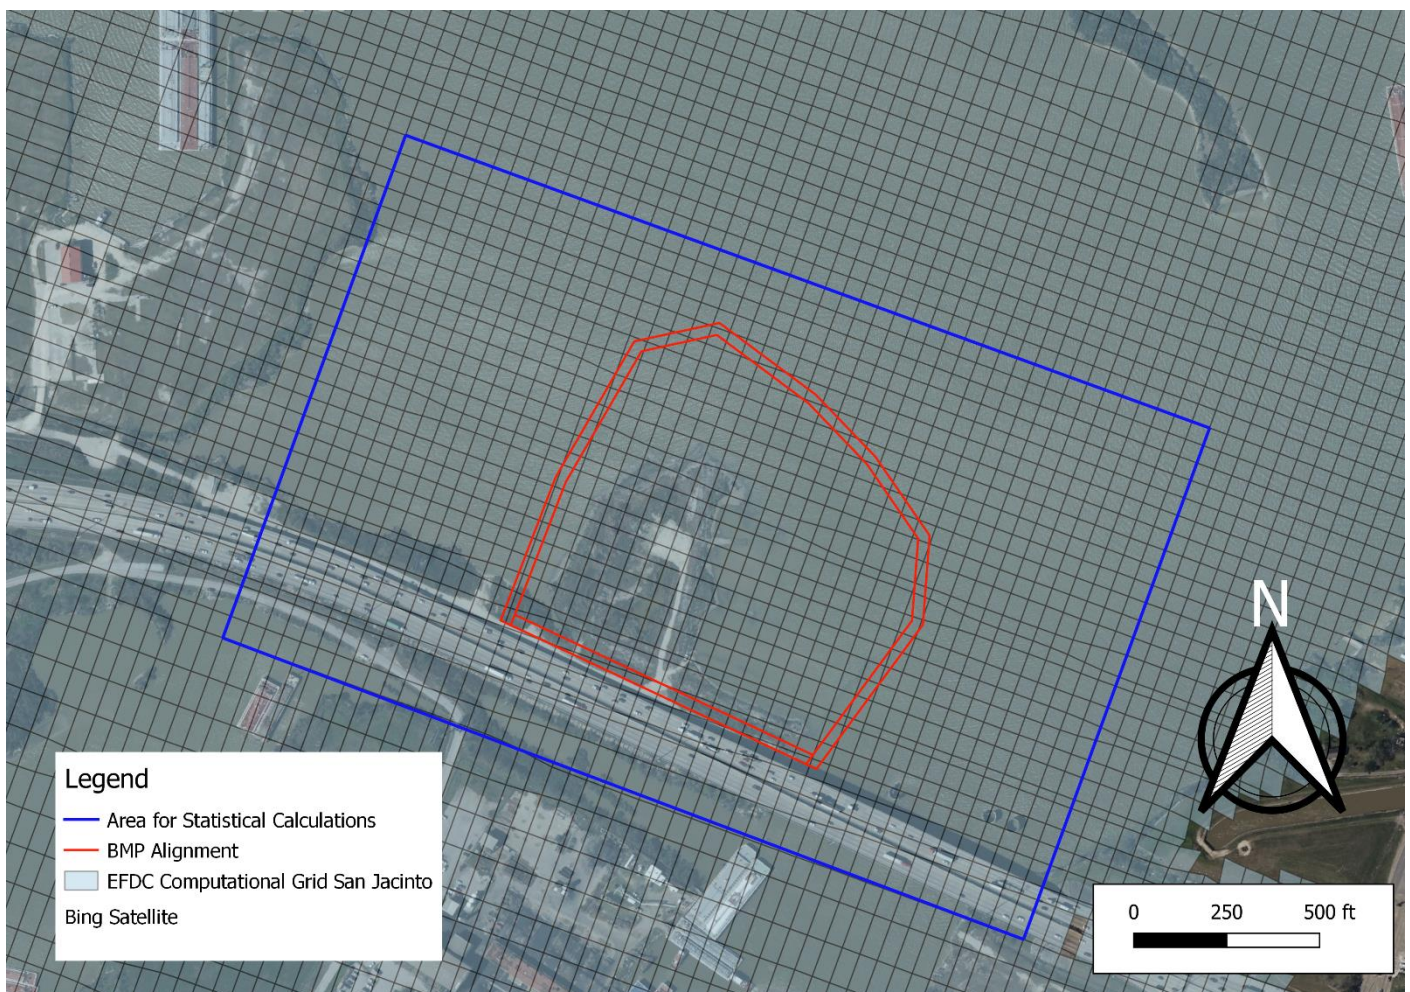 N
Legend
Area for Statistical Calculations
BMP Alignment
EFDC Computational Grid San Jacinto
Bing Satellite
0 250 500 ft